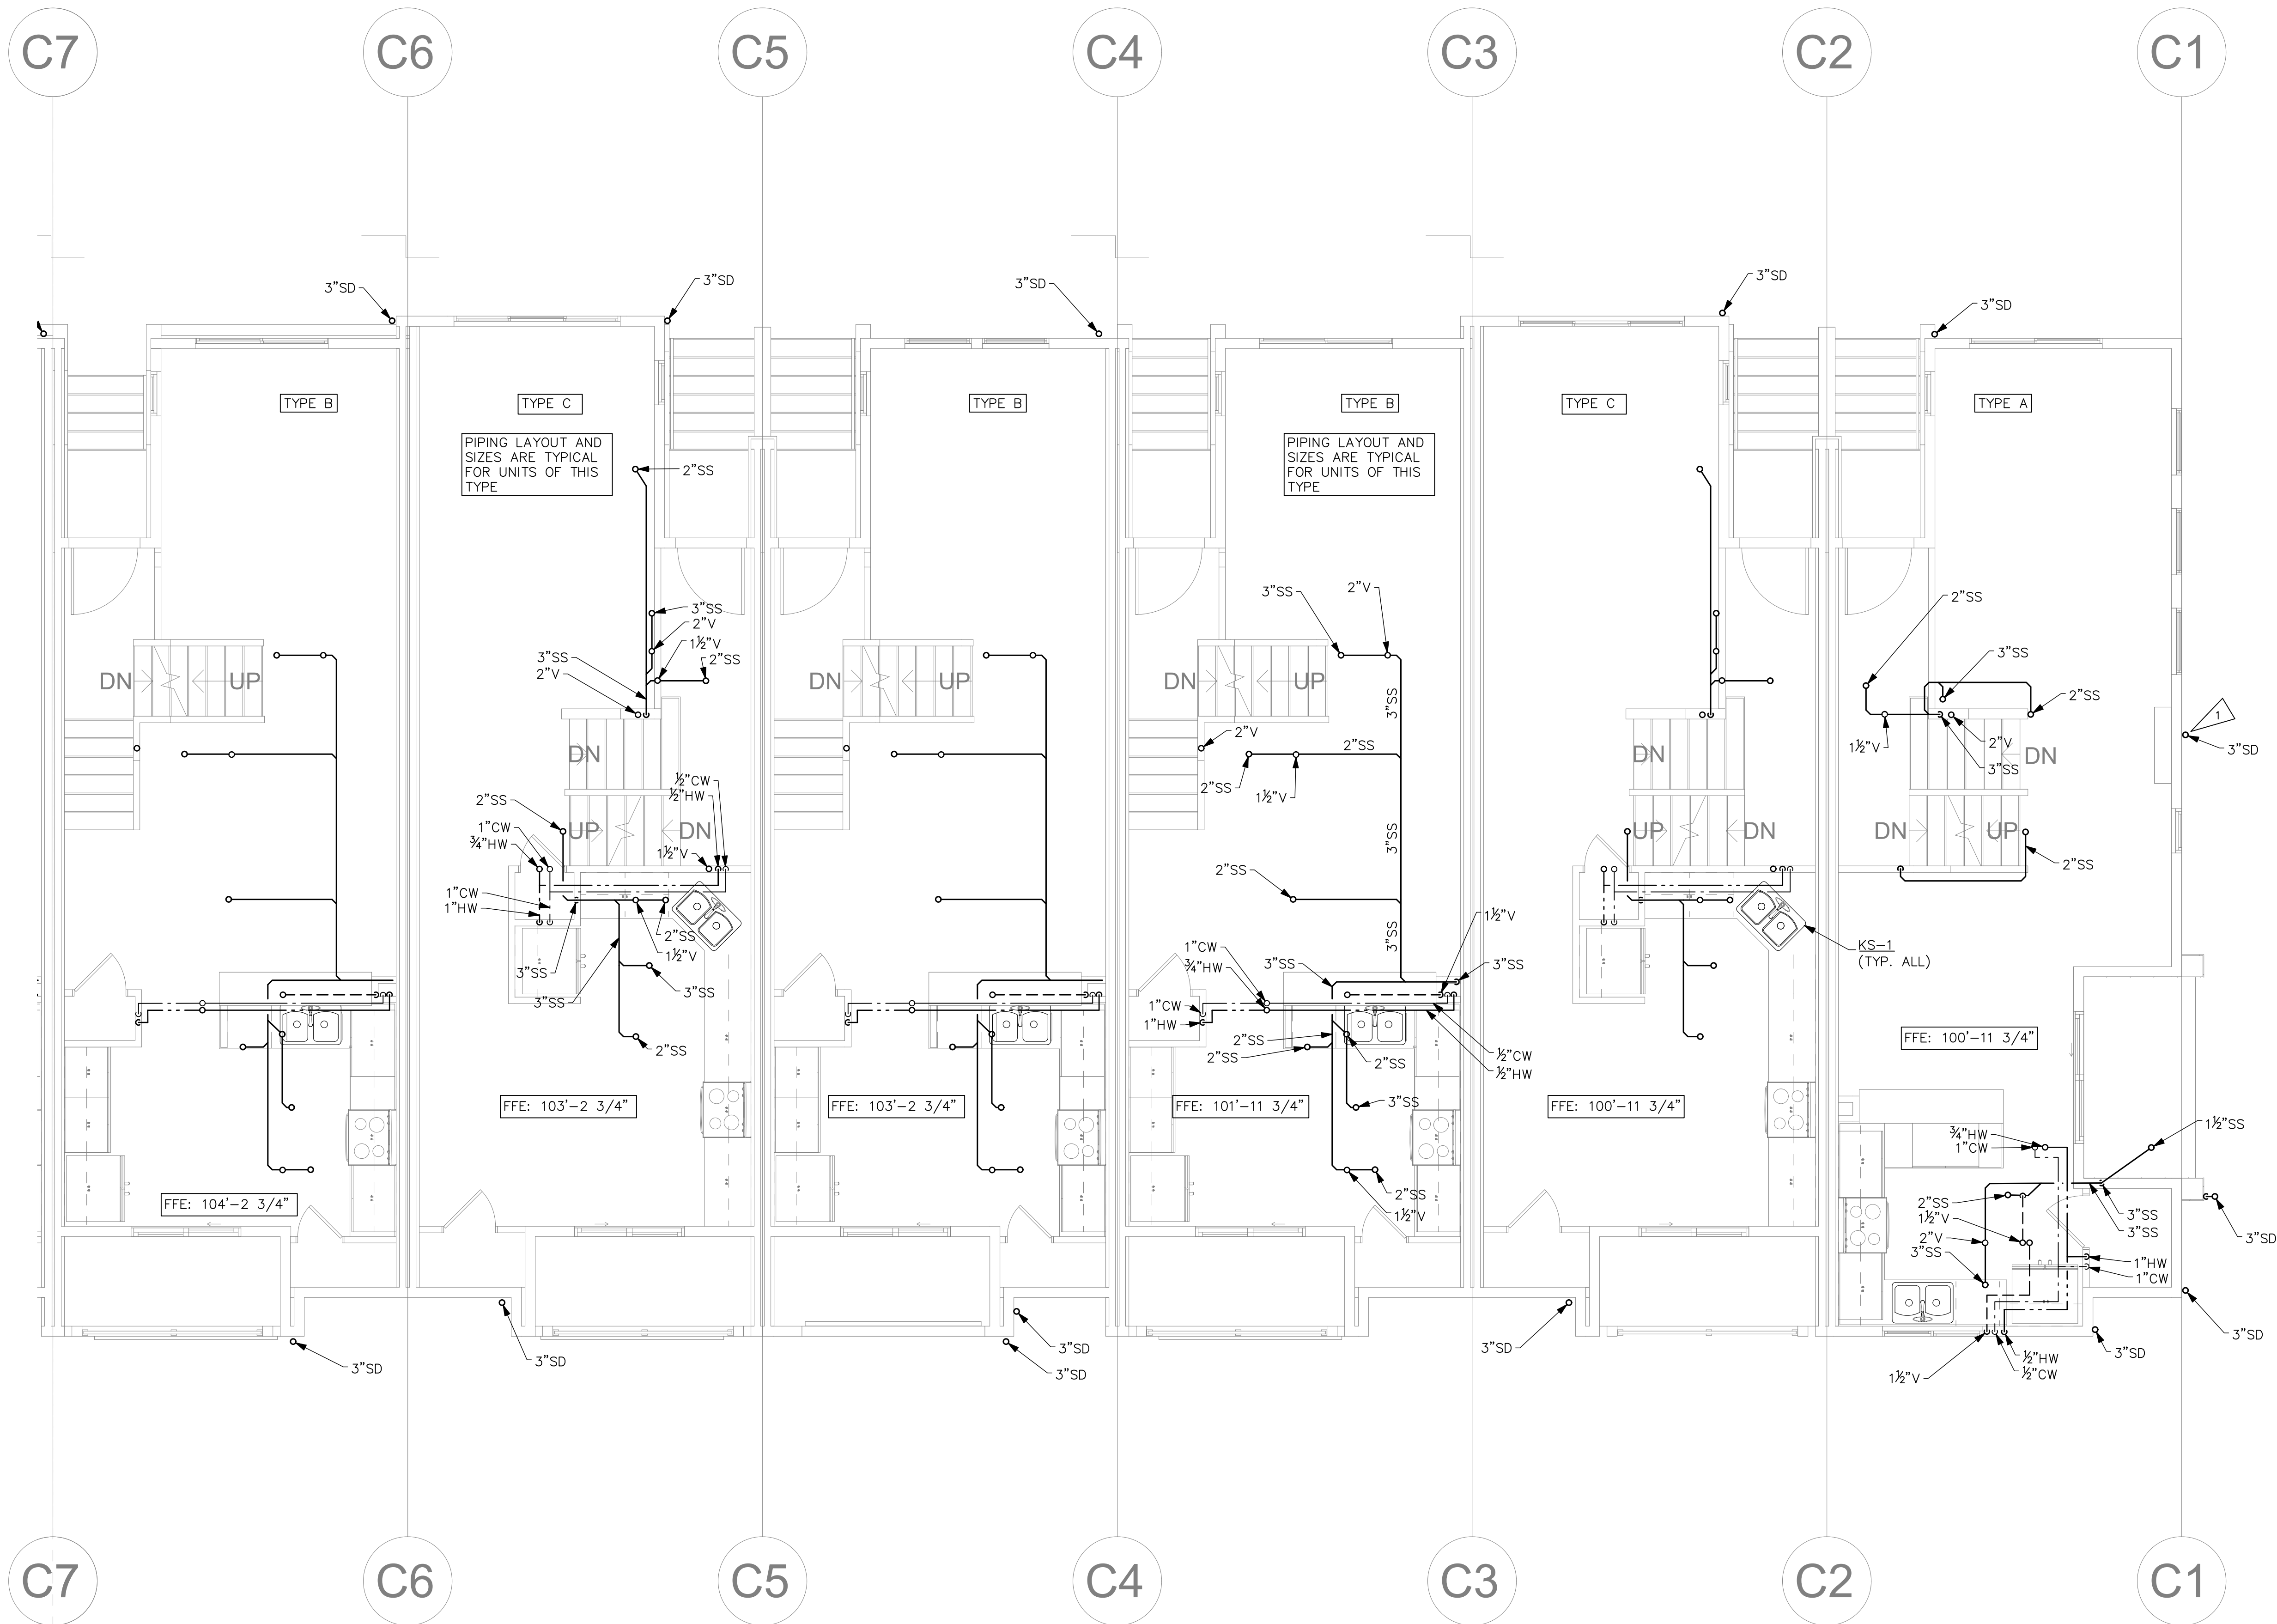 C7
C6
C5
C4
C3
C2
C1
3"SD
3"SD
3"SD
3"SD
3"SD
TYPE B
TYPE C
TYPE B
TYPE B
TYPE C
TYPE A
PIPING LAYOUT AND
SIZES ARE TYPICAL
FOR UNITS OF THIS
TYPE
2"SS
PIPING LAYOUT AND
SIZES ARE TYPICAL
FOR UNITS OF THIS
TYPE
3"SS
2"V
1½"V
2"SS
3"SS
2"V
3"SS
2"V
2"SS
3"SS
2"SS
1½"V
2"V
3"SS
1
3"SD
DN
UP
DN
UP
DN
UP
DN
DN
DN
3"SS
2"V
2"SS
2"SS
1½"V
3"SS
½"CW
½"HW
2"SS
1"CW
¾"HW
UP
DN
1½"V
UP
DN
DN
UP
2"SS
1"CW
1"HW
2"SS
1½"V
3"SS
3"SS
3"SS
2"SS
2"SS
3"SS
1½"V
1"CW
¾"HW
3"SS
3"SS
1"CW
1"HW
2"SS
2"SS
2"SS
½"CW
½"HW
3"SS
KS-1
(TYP. ALL)
FFE: 100'-11 3/4"
FFE: 103'-2 3/4"
FFE: 103'-2 3/4"
FFE: 101'-11 3/4"
FFE: 100'-11 3/4"
FFE: 104'-2 3/4"
2"SS
1½"V
¾"HW
1"CW
1½"SS
2"SS
1½"V
2"V
3"SS
3"SS
3"SS
3"SD
1"HW
1"CW
3"SD
3"SD
3"SD
3"SD
3"SD
1½"V
½"HW
½"CW
3"SD
3"SD
C7
C6
C5
C4
C3
C2
C1